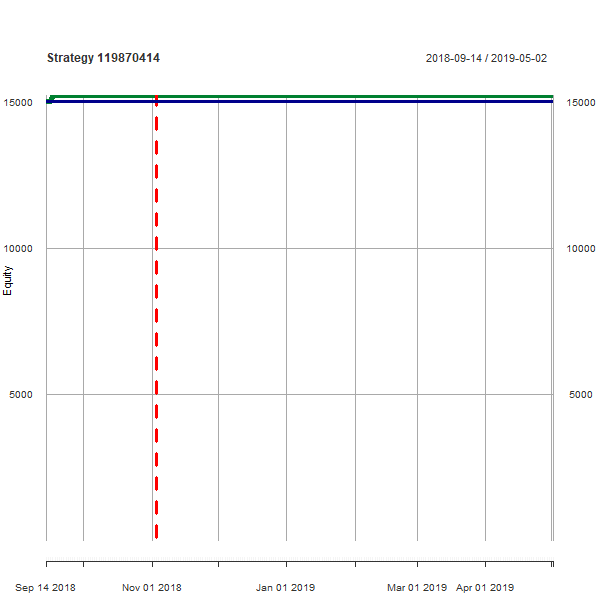 Strategy 119870414
2018-09-14 / 2019-05-02
15000
15000
10000
10000
Equity
5000
5000
Sep 14 2018
Nov 01 2018
Jan 01 2019
Mar 01 2019
Apr 01 2019